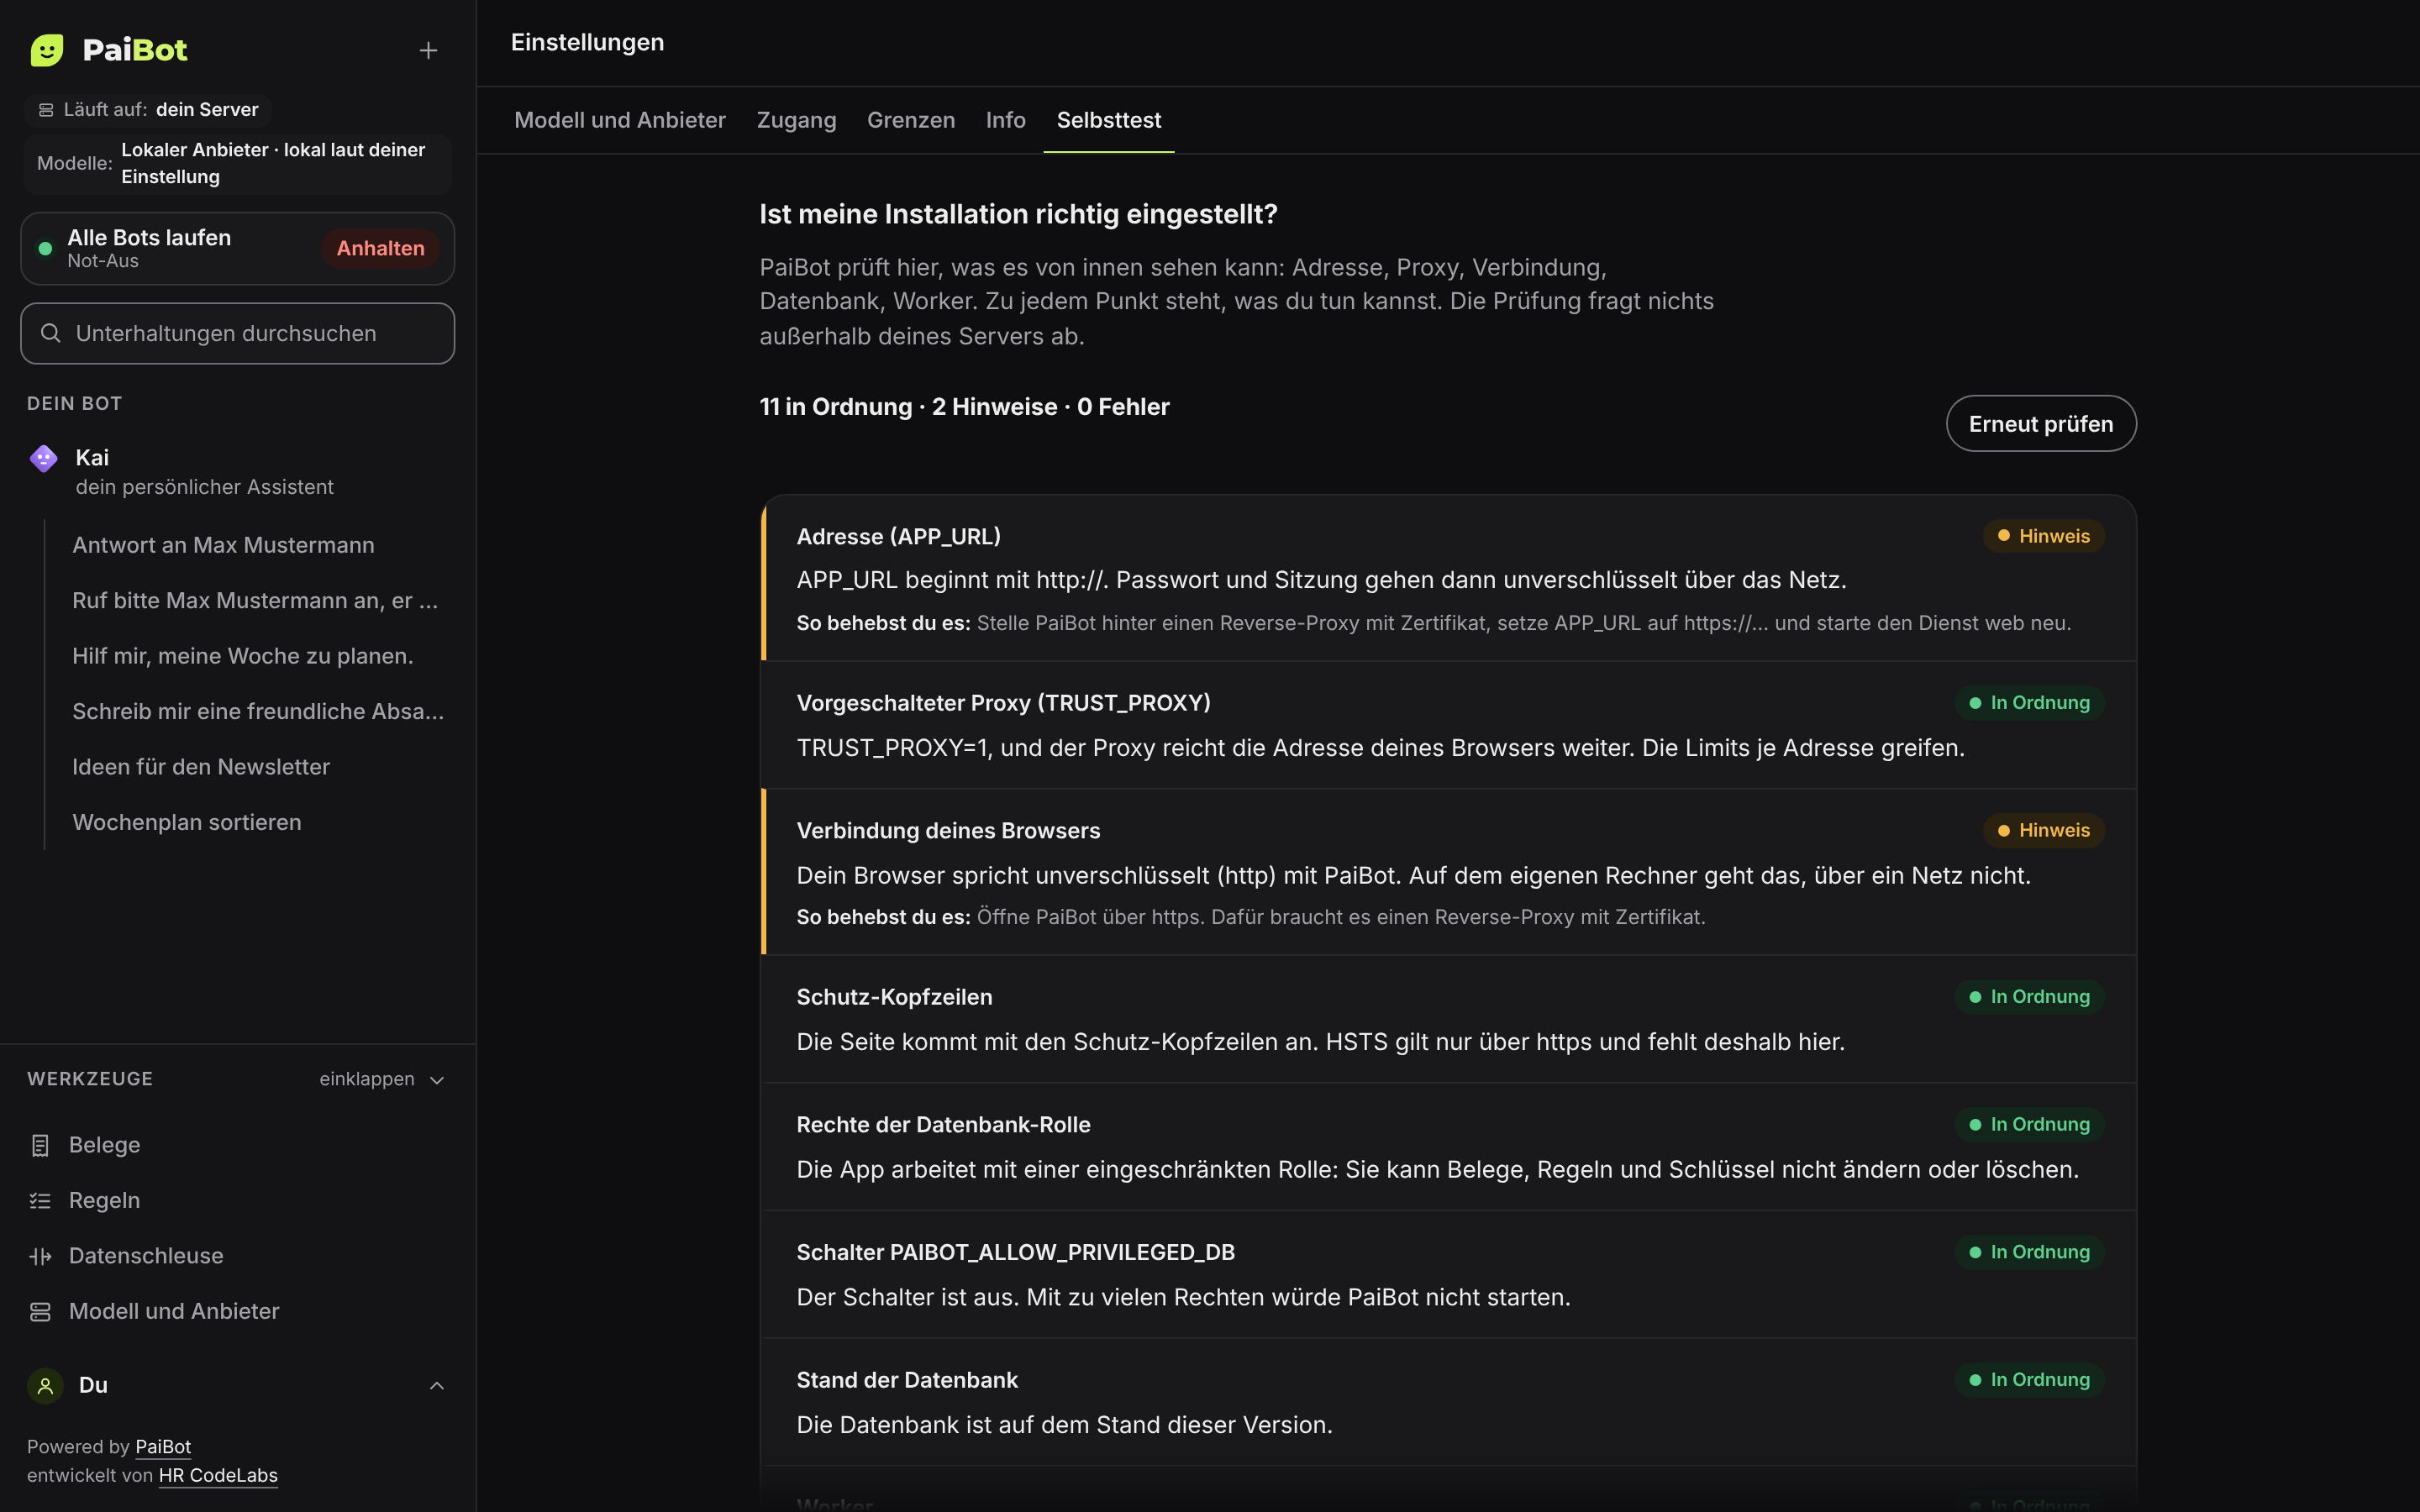 PaiBot
Läuft auf: dein Server
Modelle: Lokaler Anbieter · lokal laut deiner
Einstellung
Alle Bots laufen
Not-Aus
Anhalten
Unterhaltungen durchsuchen
DEIN BOT
Kai
dein persönlicher Assistent
Antwort an Max Mustermann
Ruf bitte Max Mustermann an, er ...
Hilf mir, meine Woche zu planen.
Schreib mir eine freundliche Absa...
Ideen für den Newsletter
Wochenplan sortieren
WERKZEUGE
einklappen
Belege
Regeln
Datenschleuse
Modell und Anbieter
Du
Powered by PaiBot
entwickelt von HR CodeLabs
Einstellungen
Modell und Anbieter Zugang Grenzen Info Selbsttest
Ist meine Installation richtig eingestellt?
PaiBot prüft hier, was es von innen sehen kann: Adresse, Proxy, Verbindung,
Datenbank, Worker. Zu jedem Punkt steht, was du tun kannst. Die Prüfung fragt nichts
außerhalb deines Servers ab.
11 in Ordnung · 2 Hinweise · 0 Fehler
Erneut prüfen
Adresse (APP_URL)
Hinweis
APP_URL beginnt mit http://. Passwort und Sitzung gehen dann unverschlüsselt über das Netz.
So behebst du es: Stelle PaiBot hinter einen Reverse-Proxy mit Zertifikat, setze APP_URL auf https://... und starte den Dienst web neu.
Vorgeschalteter Proxy (TRUST_PROXY)
In Ordnung
TRUST_PROXY=1, und der Proxy reicht die Adresse deines Browsers weiter. Die Limits je Adresse greifen.
Verbindung deines Browsers
Hinweis
Dein Browser spricht unverschlüsselt (http) mit PaiBot. Auf dem eigenen Rechner geht das, über ein Netz nicht.
So behebst du es: Öffne PaiBot über https. Dafür braucht es einen Reverse-Proxy mit Zertifikat.
Schutz-Kopfzeilen
In Ordnung
Die Seite kommt mit den Schutz-Kopfzeilen an. HSTS gilt nur über https und fehlt deshalb hier.
Rechte der Datenbank-Rolle
In Ordnung
Die App arbeitet mit einer eingeschränkten Rolle: Sie kann Belege, Regeln und Schlüssel nicht ändern oder löschen.
Schalter PAIBOT_ALLOW_PRIVILEGED_DB
In Ordnung
Der Schalter ist aus. Mit zu vielen Rechten würde PaiBot nicht starten.
Stand der Datenbank
In Ordnung
Die Datenbank ist auf dem Stand dieser Version.
Worker
In Ordnung